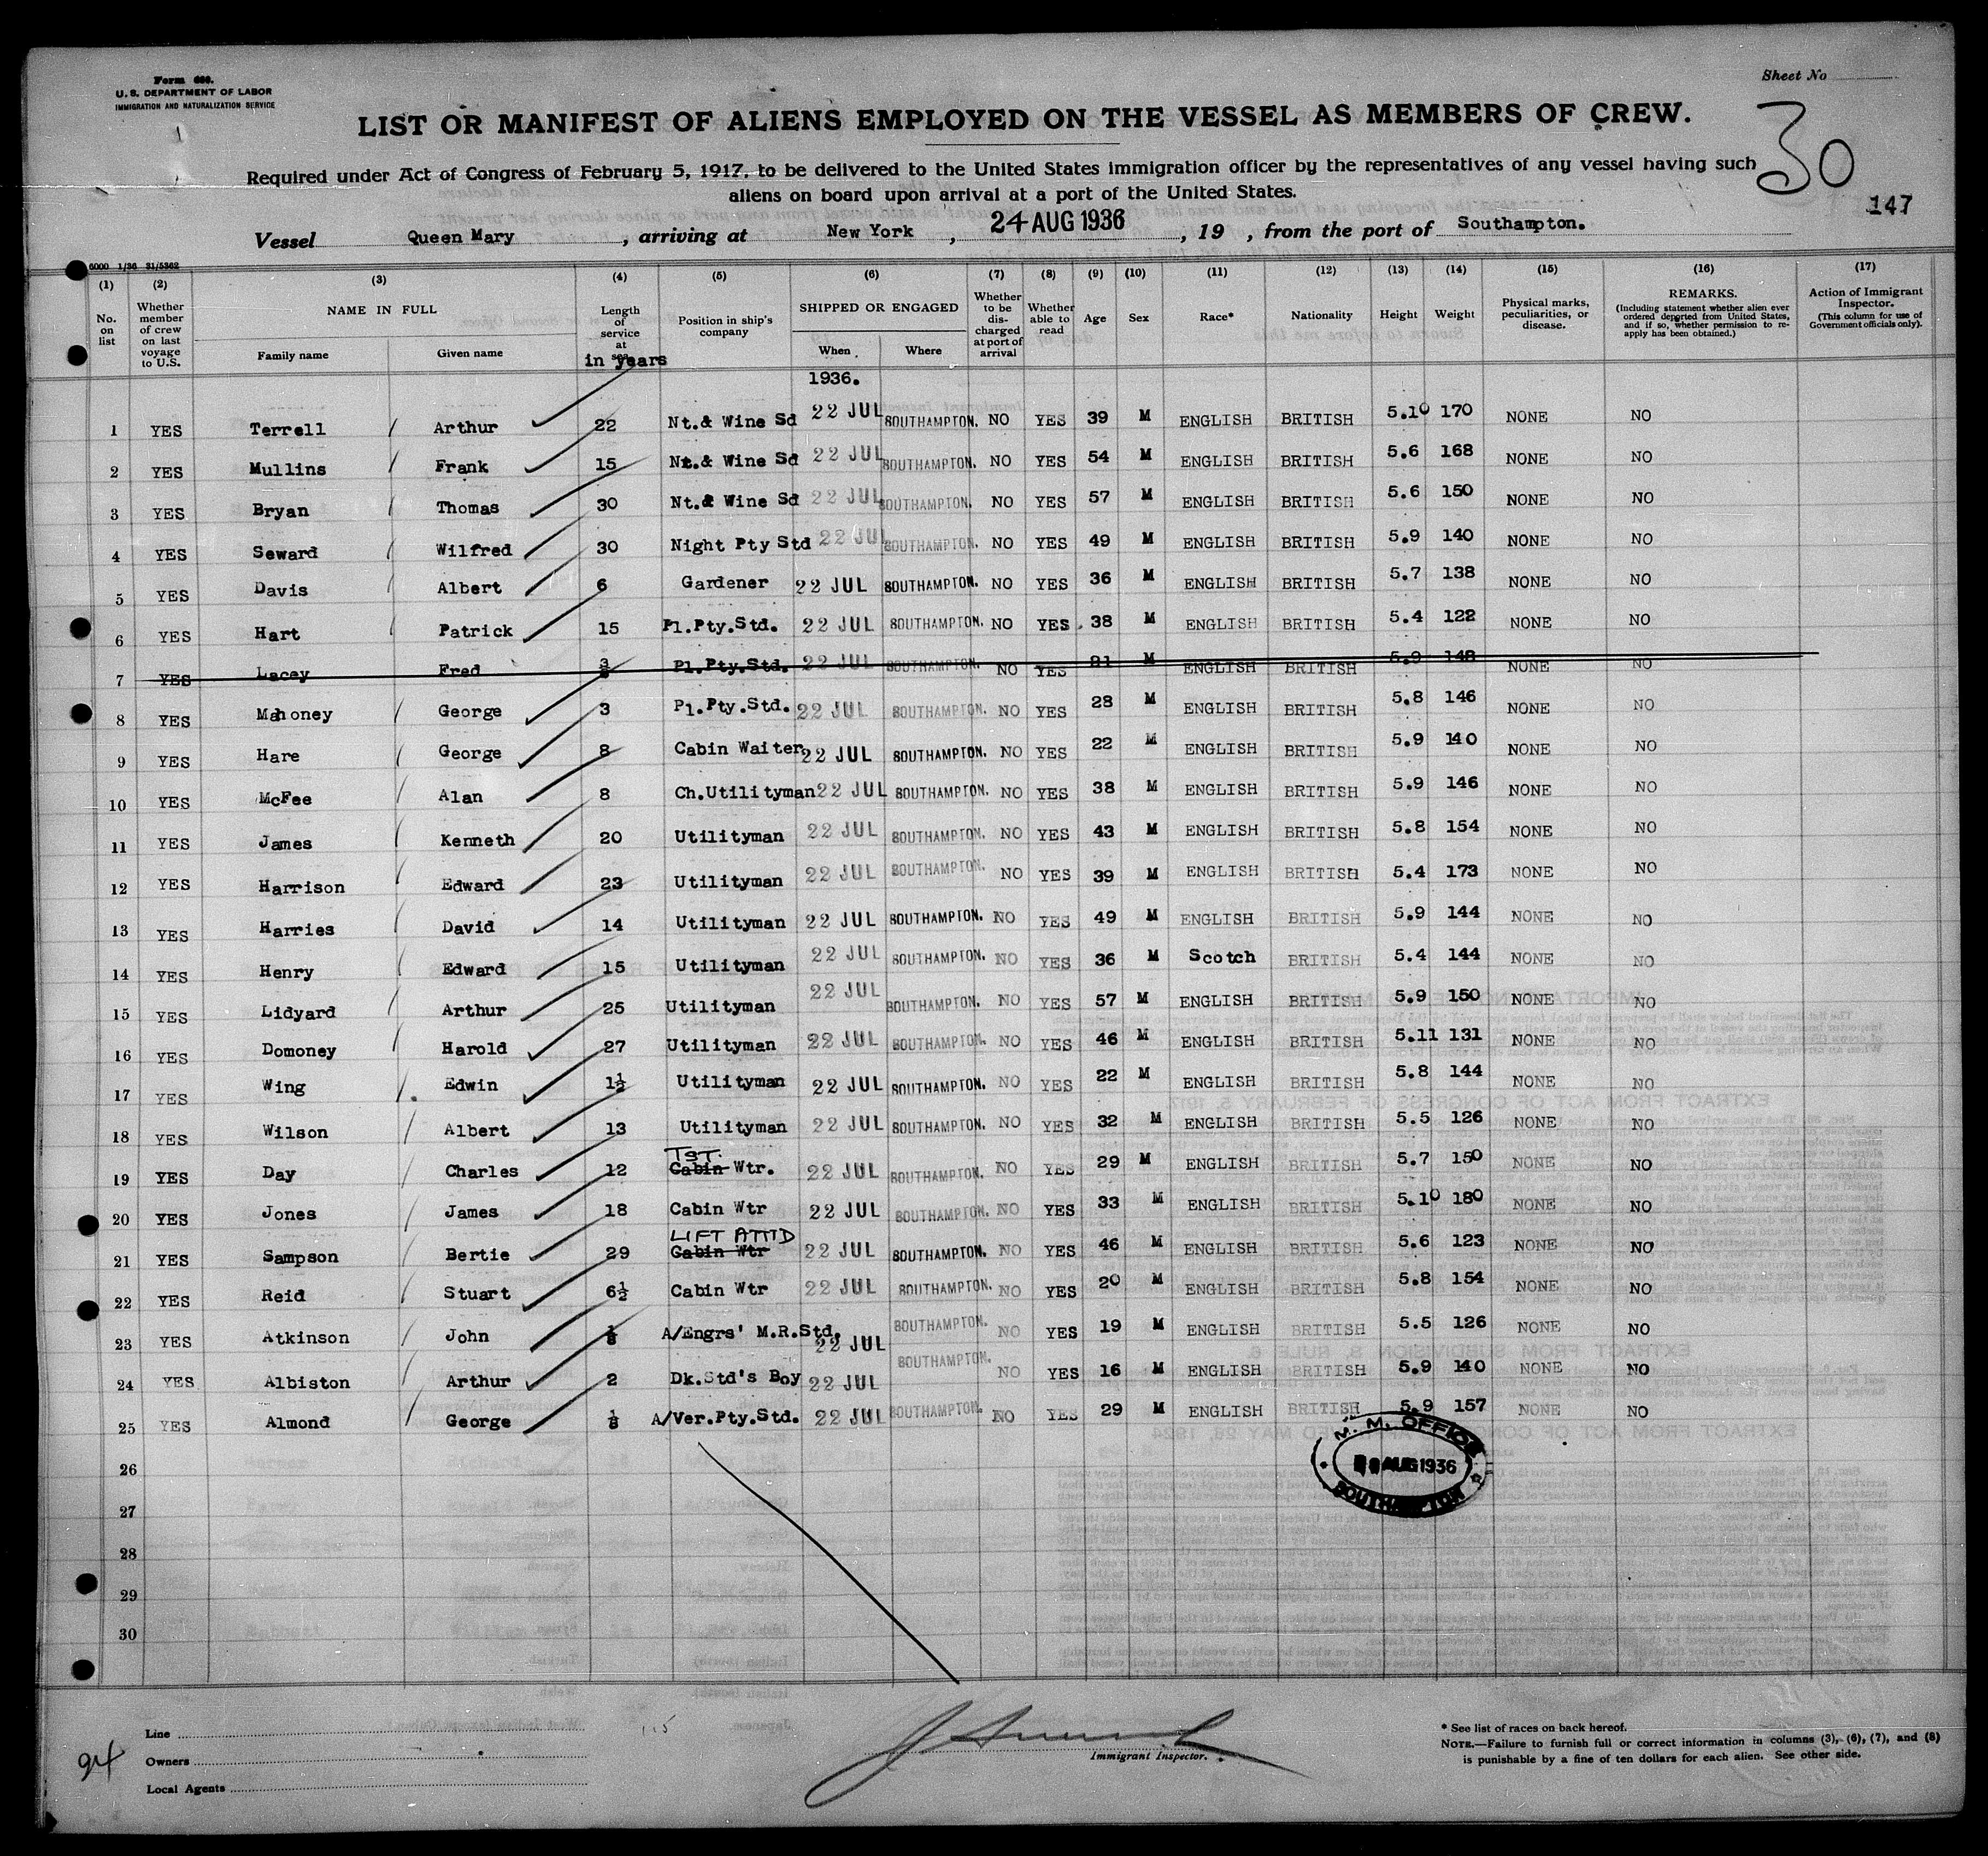 Form 680.
U. S. DEPARTMENT OF LABOR
IMMIGRATION AND NATURALIZATION SERVICE
Sheet No
30
LIST OR MANIFEST OF ALIENS EMPLOYED ON THE VESSEL AS MEMBERS OF CREW.
Required under Act of Congress of February 5, 1917, to be delivered to the United States immigration officer by the representatives of any vessel having such
aliens on board upon arrival at a port of the United States.
147
Vessel Queen Mary, arriving at New York, 24 AUG 1936, 19 , from the port of Southampton.
6000 1/36 31/5362
(1) (2) (3) (4) (5) (6) (7) (8) (9) (10) (11) (12) (13) (14) (15) (16) (17)
No. on list
Whether member of crew on last voyage to U.S.
NAME IN FULL
Family name
Given name
Length of service at sea
in years
Position in ship's company
SHIPPED OR ENGAGED
When
Where
Whether to be discharged at port of arrival
Whether able to read
Age
Sex
Race*
Nationality
Height
Weight
Physical marks, peculiarities, or disease.
REMARKS.
(Including statement whether alien ever ordered deported from United States, and if so, whether permission to reapply has been obtained.)
Action of Immigrant Inspector.
(This column for use of Government officials only).
1936.
1 YES Terrell Arthur 22 Nt.& Wine Sd 22 JUL SOUTHAMPTON. NO YES 39 M ENGLISH BRITISH 5.10 170 NONE NO
2 YES Mullins Frank 15 Nt.& Wine Sd 22 JUL SOUTHAMPTON. NO YES 54 M ENGLISH BRITISH 5.6 168 NONE NO
3 YES Bryan Thomas 30 Nt.& Wine Sd 22 JUL SOUTHAMPTON. NO YES 57 M ENGLISH BRITISH 5.6 150 NONE NO
4 YES Seward Wilfred 30 Night Pty Std 22 JUL SOUTHAMPTON. NO YES 49 M ENGLISH BRITISH 5.9 140 NONE NO
5 YES Davis Albert 6 Gardener 22 JUL SOUTHAMPTON. NO YES 36 M ENGLISH BRITISH 5.7 138 NONE NO
6 YES Hart Patrick 15 Pl.Pty.Std. 22 JUL SOUTHAMPTON. NO YES 38 M ENGLISH BRITISH 5.4 122 NONE NO
7 YES Lacey Fred Pl.Pty.Std. 22 JUL SOUTHAMPTON. NO YES 21 M ENGLISH BRITISH 5.9 148 NONE NO
8 YES Mahoney George 3 Pl.Pty.Std. 22 JUL SOUTHAMPTON. NO YES 28 M ENGLISH BRITISH 5.8 146 NONE NO
9 YES Hare George 8 Cabin Waiter 22 JUL SOUTHAMPTON. NO YES 22 M ENGLISH BRITISH 5.9 140 NONE NO
10 YES McFee Alan 8 Ch.Utilityman 22 JUL SOUTHAMPTON. NO YES 38 M ENGLISH BRITISH 5.9 146 NONE NO
11 YES James Kenneth 20 Utilityman 22 JUL SOUTHAMPTON. NO YES 43 M ENGLISH BRITISH 5.8 154 NONE NO
12 YES Harrison Edward 23 Utilityman 22 JUL SOUTHAMPTON. NO YES 39 M ENGLISH BRITISH 5.4 173 NONE NO
13 YES Harries David 14 Utilityman 22 JUL SOUTHAMPTON. NO YES 49 M ENGLISH BRITISH 5.9 144 NONE NO
14 YES Henry Edward 15 Utilityman 22 JUL SOUTHAMPTON. NO YES 36 M Scotch BRITISH 5.4 144 NONE NO
15 YES Lidyard Arthur 25 Utilityman 22 JUL SOUTHAMPTON. NO YES 57 M ENGLISH BRITISH 5.9 150 NONE NO
16 YES Domoney Harold 27 Utilityman 22 JUL SOUTHAMPTON. NO YES 46 M ENGLISH BRITISH 5.11 131 NONE NO
17 YES Wing Edwin 1½ Utilityman 22 JUL SOUTHAMPTON. NO YES 22 M ENGLISH BRITISH 5.8 144 NONE NO
18 YES Wilson Albert 13 Utilityman 22 JUL SOUTHAMPTON. NO YES 32 M ENGLISH BRITISH 5.5 126 NONE NO
19 YES Day Charles 12 TST. Cabin Wtr. 22 JUL SOUTHAMPTON. NO YES 29 M ENGLISH BRITISH 5.7 150 NONE NO
20 YES Jones James 18 Cabin Wtr 22 JUL SOUTHAMPTON. NO YES 33 M ENGLISH BRITISH 5.10 180 NONE NO
21 YES Sampson Bertie 29 LIFT ATTD Cabin Wtr 22 JUL SOUTHAMPTON. NO YES 46 M ENGLISH BRITISH 5.6 123 NONE NO
22 YES Reid Stuart 6½ Cabin Wtr 22 JUL SOUTHAMPTON. NO YES 20 M ENGLISH BRITISH 5.8 154 NONE NO
23 YES Atkinson John ⅛ A/Engrs' M.R.Std. 22 JUL SOUTHAMPTON. NO YES 19 M ENGLISH BRITISH 5.5 126 NONE NO
24 YES Albiston Arthur 2 Dk.Std's Boy 22 JUL SOUTHAMPTON. NO YES 16 M ENGLISH BRITISH 5.9 140 NONE NO
25 YES Almond George ⅛ A/Ver.Pty.Std. 22 JUL SOUTHAMPTON. NO YES 29 M ENGLISH BRITISH 5.9 157 NONE NO
26
27
28
29
30
M. M. OFFICE
AUG 1936
SOUTHAMPTON
Line
Owners
Local Agents
94
Immigrant Inspector.
* See list of races on back hereof.
NOTE.—Failure to furnish full or correct information in columns (3), (6), (7), and (8)
is punishable by a fine of ten dollars for each alien. See other side.